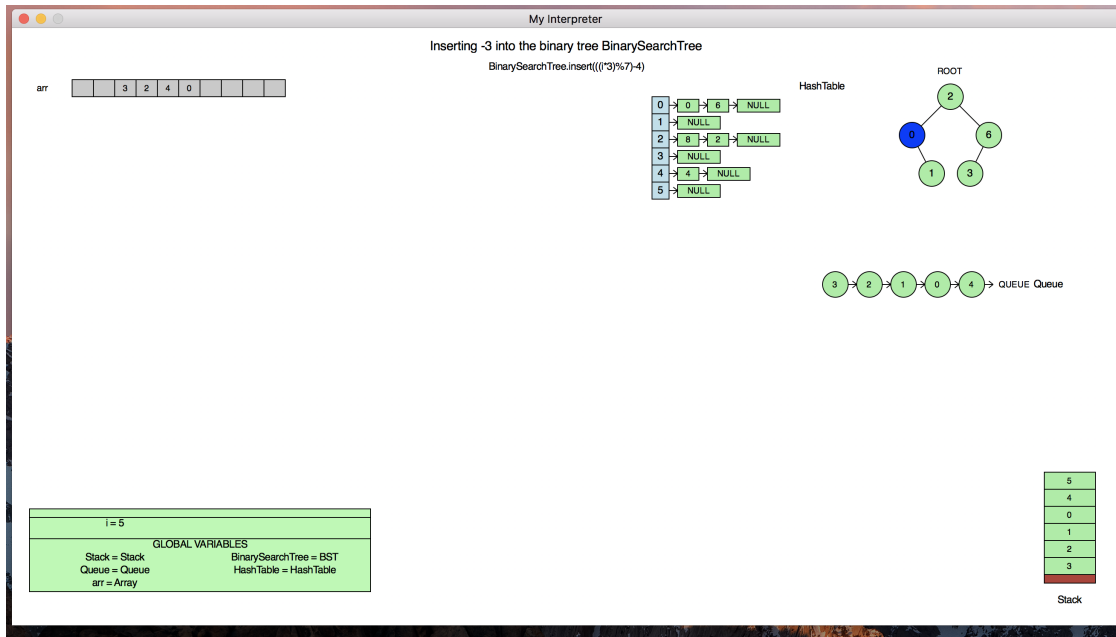 My Interpreter
Inserting -3 into the binary tree BinarySearchTree
BinarySearchTree.insert(((i*3)%7)-4)
arr
3 2 4 0
HashTable
0 0 6 NULL
1 NULL
2 8 2 NULL
3 NULL
4 4 NULL
5 NULL
ROOT
2
0 6
1 3
3 2 1 0 4 QUEUE Queue
i = 5
GLOBAL VARIABLES
Stack = Stack BinarySearchTree = BST
Queue = Queue HashTable = HashTable
arr = Array
5
4
0
1
2
3
Stack